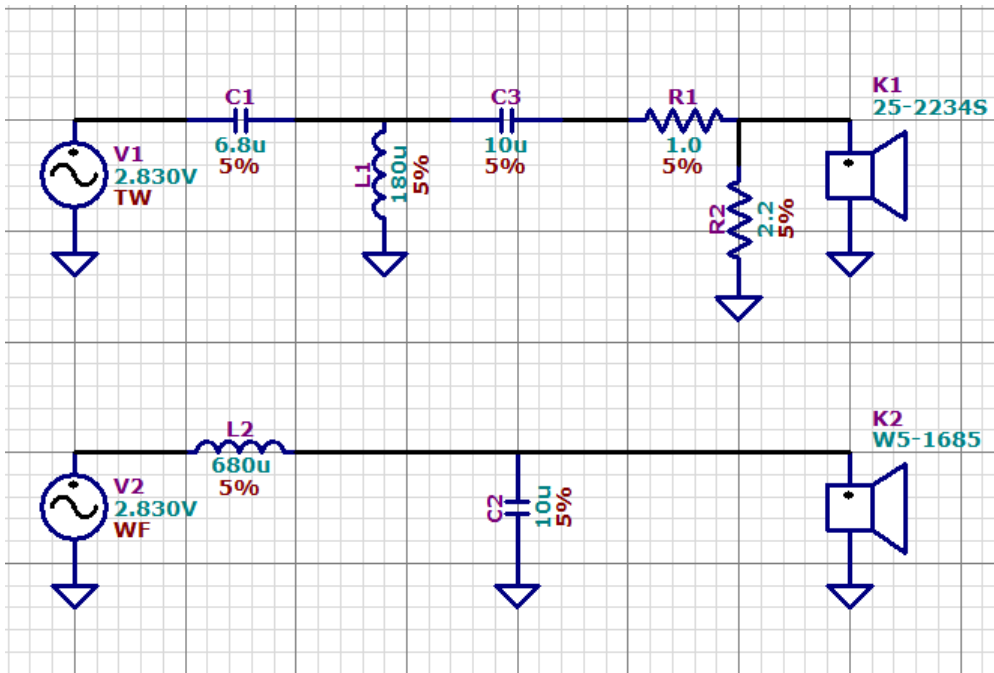 C1
6.8u
5%
C3
10u
5%
R1
1.0
5%
K1
25-2234S
V1
2.830V
TW
L1
180u
5%
R2
2.2
5%
L2
680u
5%
K2
W5-1685
V2
2.830V
WF
C2
10u
5%